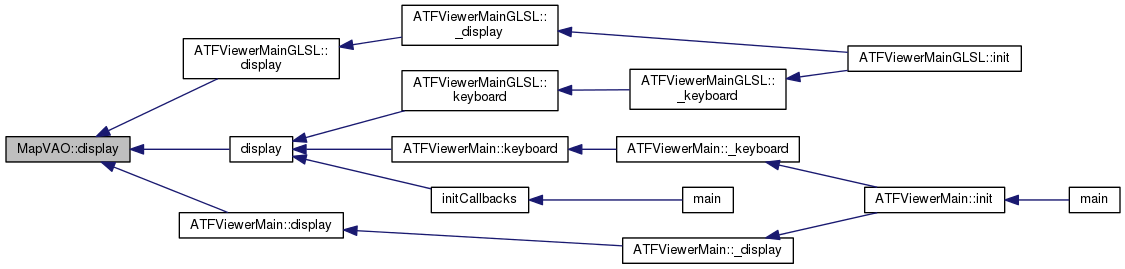 ATFViewerMainGLSL::
_display
ATFViewerMainGLSL::
display
ATFViewerMainGLSL::init
ATFViewerMainGLSL::
keyboard
ATFViewerMainGLSL::
_keyboard
MapVAO::display
display
ATFViewerMain::keyboard
ATFViewerMain::_keyboard
initCallbacks
main
ATFViewerMain::init
main
ATFViewerMain::display
ATFViewerMain::_display